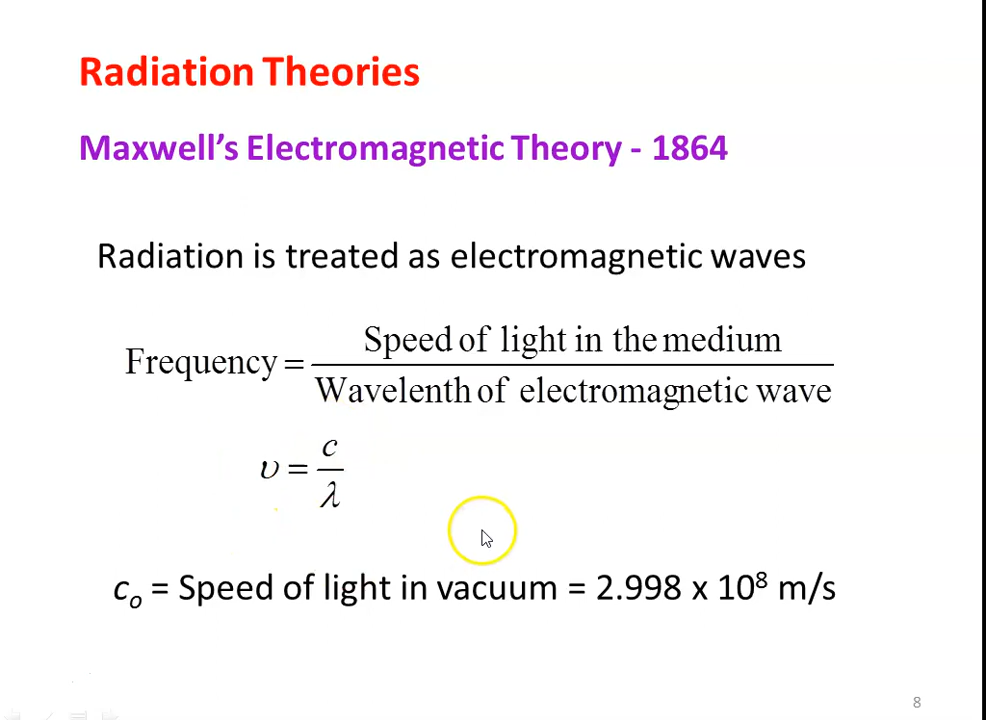 Radiation Theories
Maxwell’s Electromagnetic Theory - 1864
Radiation is treated as electromagnetic waves
Frequency = Speed of light in the medium / Wavelenth of electromagnetic wave
υ = c / λ
cₒ = Speed of light in vacuum = 2.998 x 10⁸ m/s
8